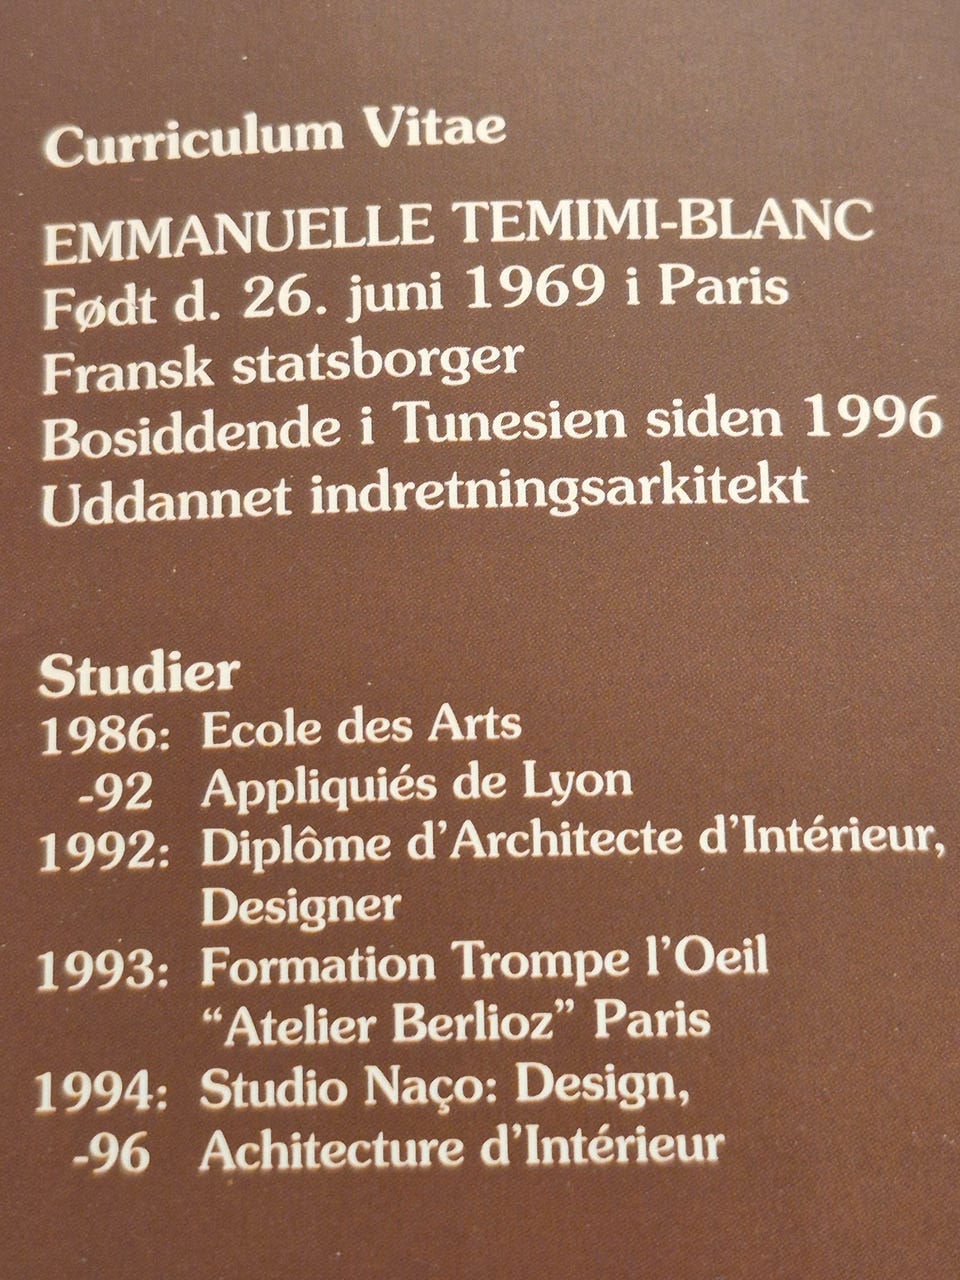 Curriculum Vitae
EMMANUELLE TEMIMI-BLANC
Født d. 26. juni 1969 i Paris
Fransk statsborger
Bosiddende i Tunesien siden 1996
Uddannet indretningsarkitekt
Studier
1986: Ecole des Arts
-92 Appliquiés de Lyon
1992: Diplôme d'Architecte d'Intérieur,
Designer
1993: Formation Trompe l'Oeil
"Atelier Berlioz" Paris
1994: Studio Naço: Design,
-96 Achitecture d'Intérieur